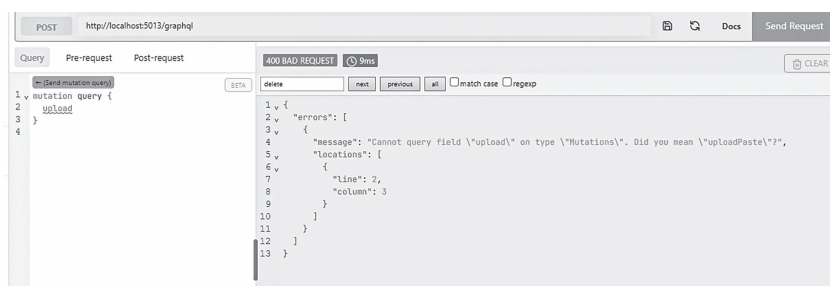 POST http://localhost:5013/graphql Docs Send Request
Query Pre-request Post-request
400 BAD REQUEST 9ms CLEAR
← (Send mutation query) BETA
delete next previous all match case regexp
1 mutation query {
2 upload
3 }
4
1 {
2 "errors": [
3 {
4 "message": "Cannot query field \"upload\" on type \"Mutations\". Did you mean \"uploadPaste\"?",
5 "locations": [
6 {
7 "line": 2,
8 "column": 3
9 }
10 ]
11 }
12 ]
13 }